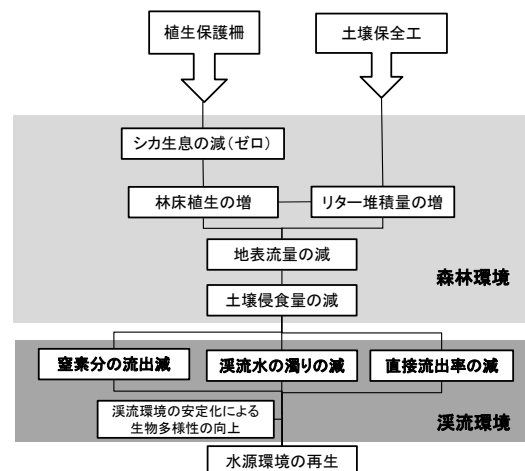 植生保護柵
土壌保全工
シカ生息の減(ゼロ)
林床植生の増
リター堆積量の増
地表流量の減
土壌侵食量の減
森林環境
窒素分の流出減
渓流水の濁りの減
直接流出率の減
渓流環境の安定化による
生物多様性の向上
渓流環境
水源環境の再生